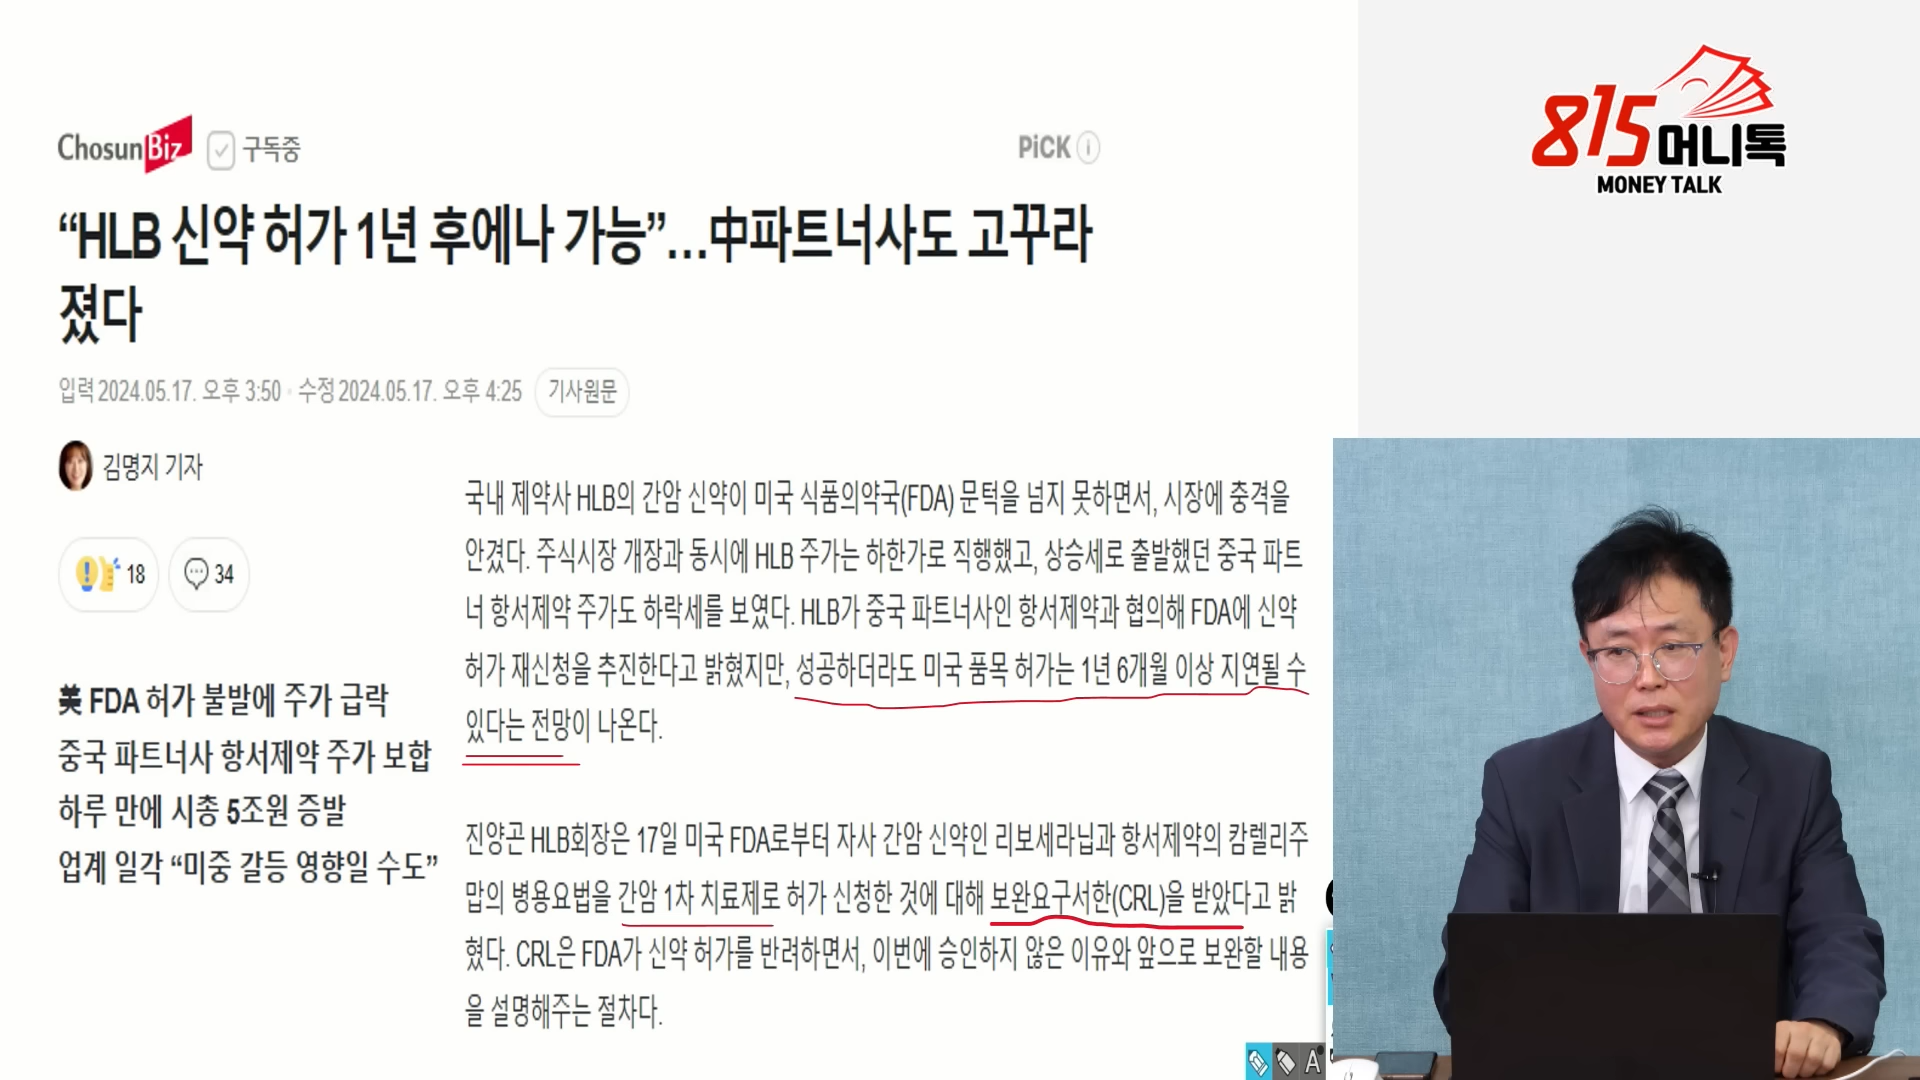 ChosunBiz 구독중
PiCK
“HLB 신약 허가 1년 후에나 가능”…中파트너사도 고꾸라
졌다
입력 2024.05.17. 오후 3:50 · 수정 2024.05.17. 오후 4:25 기사원문
김명지 기자
18 34
美 FDA 허가 불발에 주가 급락
중국 파트너사 항서제약 주가 보합
하루 만에 시총 5조원 증발
업계 일각 “미중 갈등 영향일 수도”
국내 제약사 HLB의 간암 신약이 미국 식품의약국(FDA) 문턱을 넘지 못하면서, 시장에 충격을
안겼다. 주식시장 개장과 동시에 HLB 주가는 하한가로 직행했고, 상승세로 출발했던 중국 파트
너 항서제약 주가도 하락세를 보였다. HLB가 중국 파트너사인 항서제약과 협의해 FDA에 신약
허가 재신청을 추진한다고 밝혔지만, 성공하더라도 미국 품목 허가는 1년 6개월 이상 지연될 수
있다는 전망이 나온다.
진양곤 HLB회장은 17일 미국 FDA로부터 자사 간암 신약인 리보세라닙과 항서제약의 캄렐리주
맙의 병용요법을 간암 1차 치료제로 허가 신청한 것에 대해 보완요구서한(CRL)을 받았다고 밝
혔다. CRL은 FDA가 신약 허가를 반려하면서, 이번에 승인하지 않은 이유와 앞으로 보완할 내용
을 설명해주는 절차다.
815머니톡
MONEY TALK
A